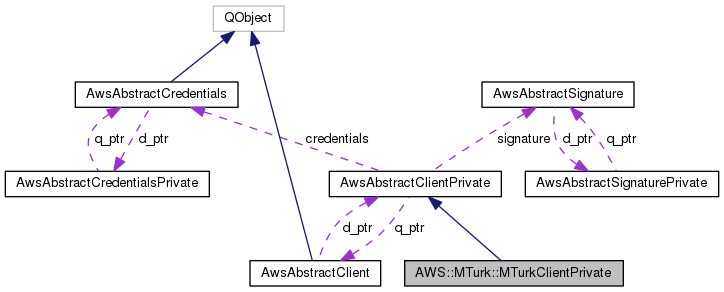 QObject
AwsAbstractCredentials
AwsAbstractSignature
q_ptr
d_ptr
credentials
signature
d_ptr
q_ptr
AwsAbstractCredentialsPrivate
AwsAbstractClientPrivate
AwsAbstractSignaturePrivate
d_ptr
q_ptr
AwsAbstractClient
AWS::MTurk::MTurkClientPrivate